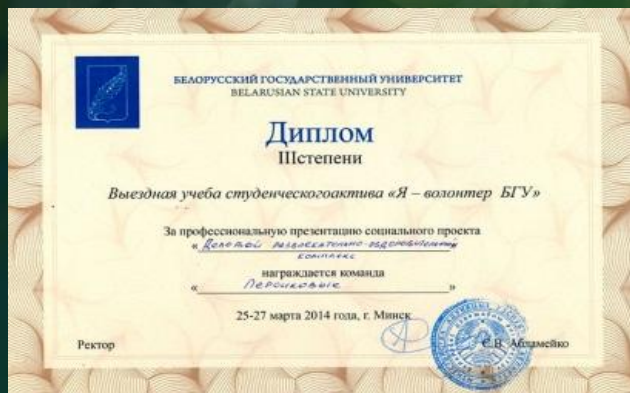 БЕЛОРУССКИЙ ГОСУДАРСТВЕННЫЙ УНИВЕРСИТЕТ
BELARUSIAN STATE UNIVERSITY
Диплом
IIIстепени
Выездная учеба студенческогоактива «Я – волонтер БГУ»
За профессиональную презентацию социального проекта
« развлекательно-оздоровительный
комплекс
награждается команда
« Персиковые »
25-27 марта 2014 года, г. Минск
Ректор С.В. Абламейко